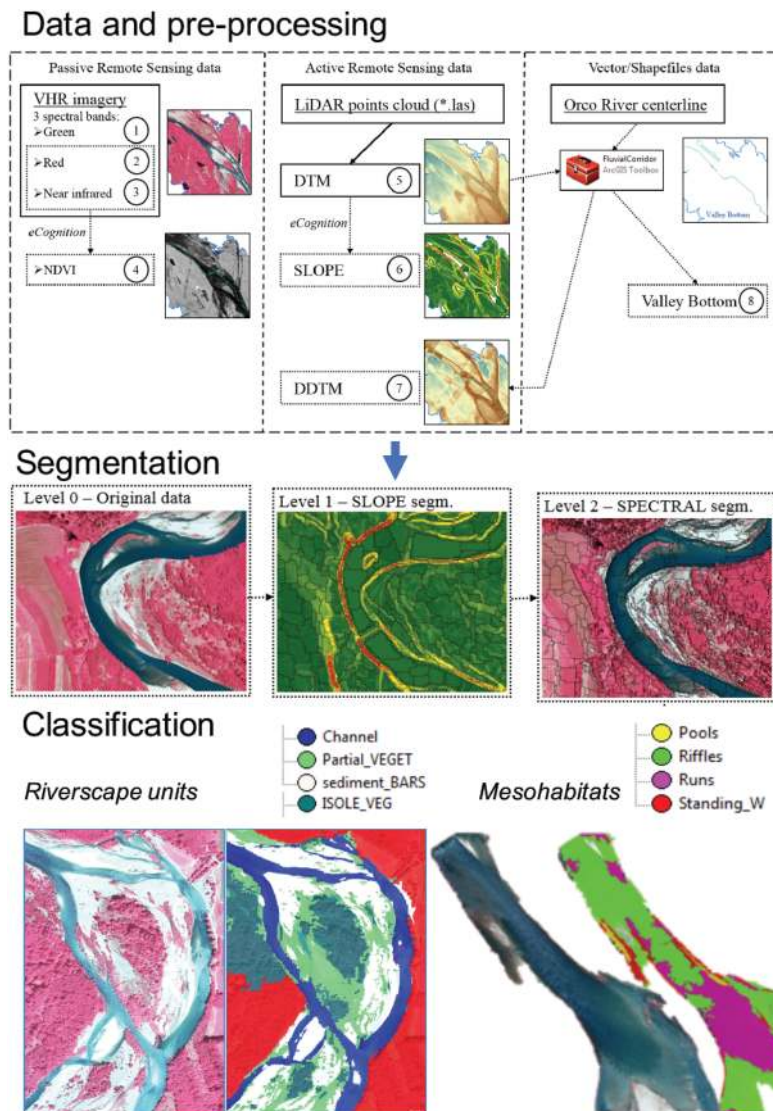 Data and pre-processing
Passive Remote Sensing data
VHR imagery
3 spectral bands:
➢Green 1
➢Red 2
➢Near infrared 3
eCognition
➢NDVI 4
Active Remote Sensing data
LiDAR points cloud (*.las)
DTM 5
eCognition
SLOPE 6
DDTM 7
Vector/Shapefiles data
Orco River centerline
FluvialCorridor
ArcGIS Toolbox
Valley Bottom
Valley Bottom 8
Segmentation
Level 0 – Original data
Level 1 – SLOPE segm.
Level 2 – SPECTRAL segm.
Classification
Riverscape units
Channel
Partial_VEGET
sediment_BARS
ISOLE_VEG
Mesohabitats
Pools
Riffles
Runs
Standing_W